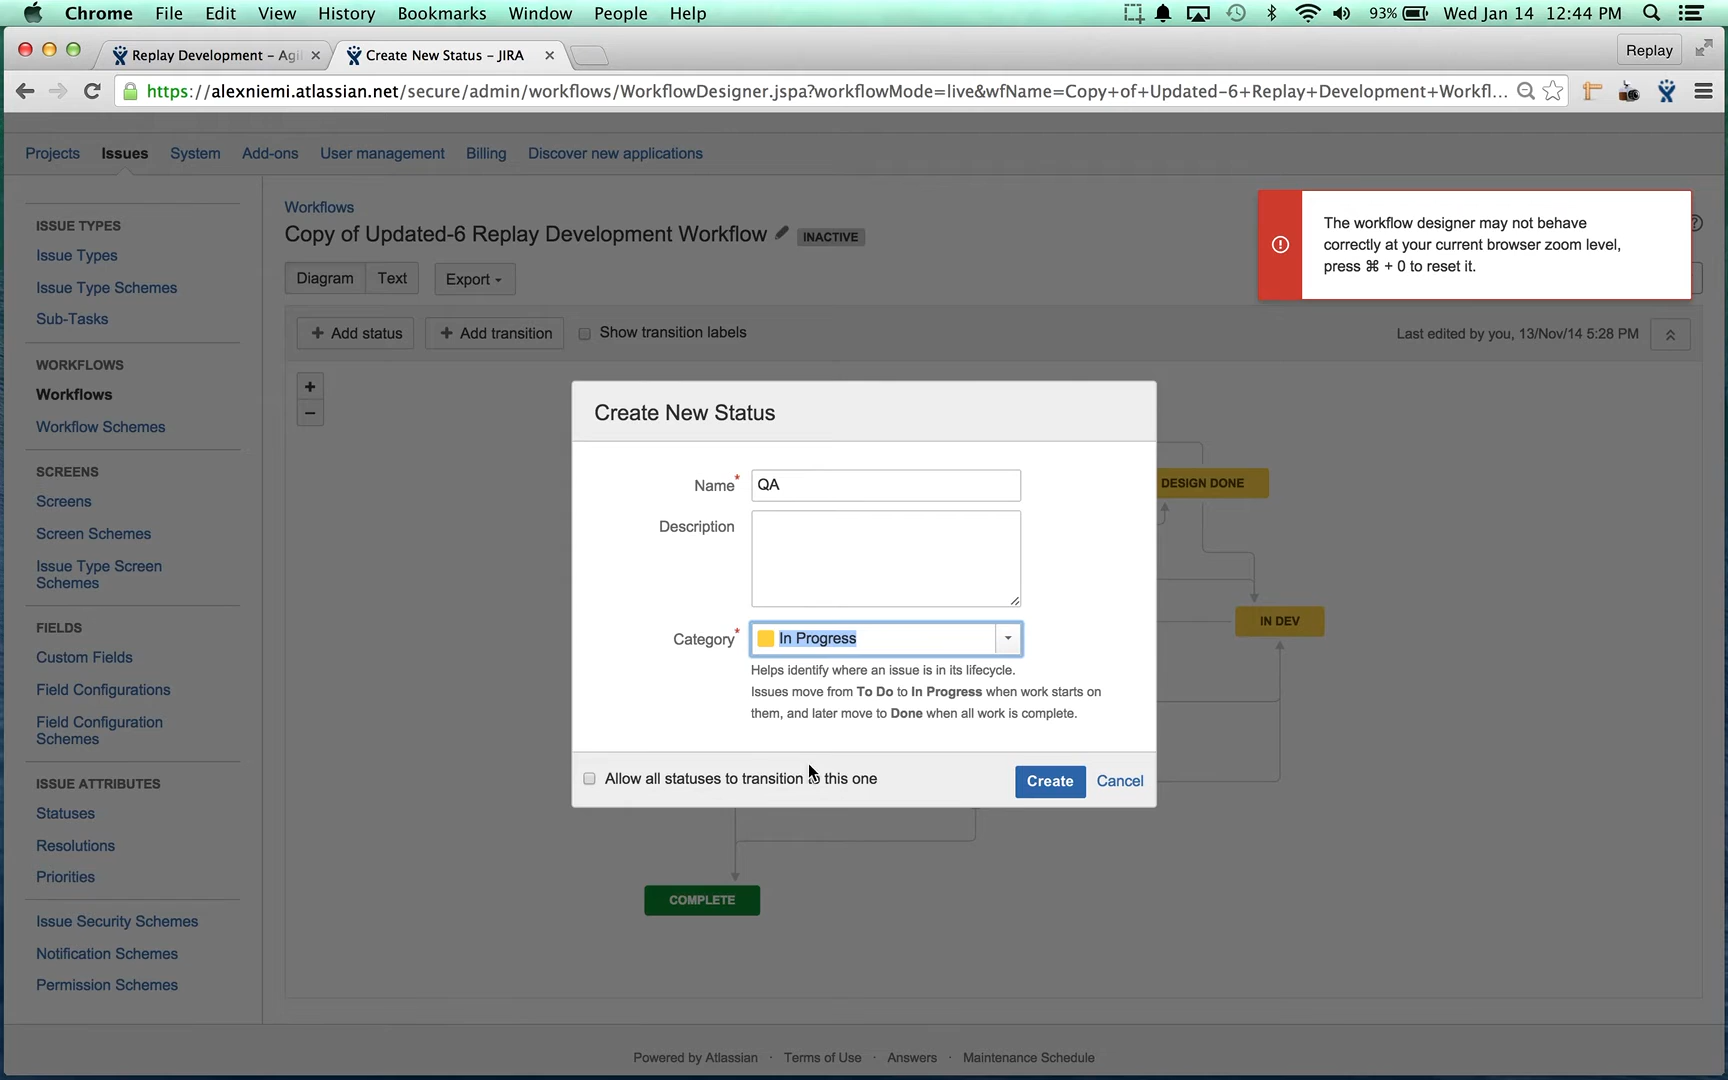 Chrome File Edit View History Bookmarks Window People Help 93% Wed Jan 14 12:44 PM
Replay Development – Agi Create New Status – JIRA Replay
https://alexniemi.atlassian.net/secure/admin/workflows/WorkflowDesigner.jspa?workflowMode=live&wfName=Copy+of+Updated-6+Replay+Development+Workfl...
Projects Issues System Add-ons User management Billing Discover new applications
ISSUE TYPES
Issue Types
Issue Type Schemes
Sub-Tasks
WORKFLOWS
Workflows
Workflow Schemes
SCREENS
Screens
Screen Schemes
Issue Type Screen
Schemes
FIELDS
Custom Fields
Field Configurations
Field Configuration
Schemes
ISSUE ATTRIBUTES
Statuses
Resolutions
Priorities
Issue Security Schemes
Notification Schemes
Permission Schemes
Workflows
Copy of Updated-6 Replay Development Workflow INACTIVE
Diagram Text Export
The workflow designer may not behave
correctly at your current browser zoom level,
press ⌘ + 0 to reset it.
+ Add status + Add transition Show transition labels Last edited by you, 13/Nov/14 5:28 PM
+
−
Create New Status
Name* QA
Description
Category* In Progress
Helps identify where an issue is in its lifecycle.
Issues move from To Do to In Progress when work starts on
them, and later move to Done when all work is complete.
Allow all statuses to transition to this one Create Cancel
DESIGN DONE
IN DEV
COMPLETE
Powered by Atlassian · Terms of Use · Answers · Maintenance Schedule